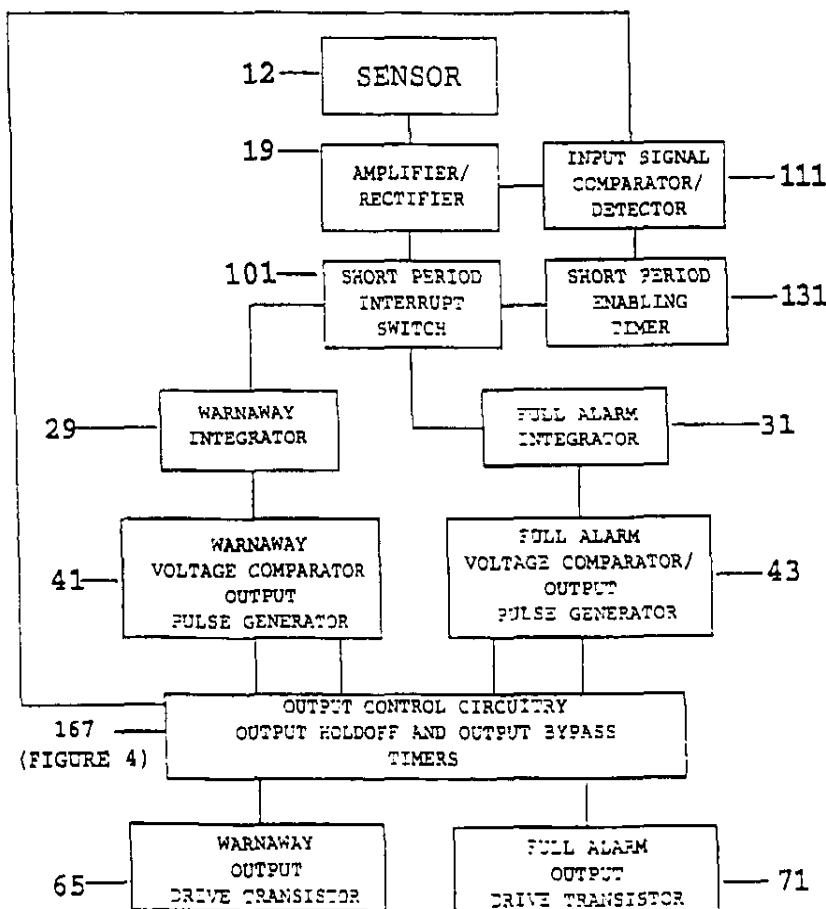 12
SENSOR
19
AMPLIFIER/
RECTIFIER
INPUT SIGNAL
COMPARATOR/
DETECTOR
111
101
SHORT PERIOD
INTERRUPT
SWITCH
SHORT PERIOD
ENABLING
TIMER
131
29
WARNAWAY
INTEGRATOR
FULL ALARM
INTEGRATOR
31
41
WARNAWAY
VOLTAGE COMPARATOR
OUTPUT
PULSE GENERATOR
FULL ALARM
VOLTAGE COMPARATOR/
OUTPUT
PULSE GENERATOR
43
167
(FIGURE 4)
OUTPUT CONTROL CIRCUITRY
OUTPUT HOLDOFF AND OUTPUT BYPASS
TIMERS
65
WARNAWAY
OUTPUT
DRIVE TRANSISTOR
FULL ALARM
OUTPUT
DRIVE TRANSISTOR
71